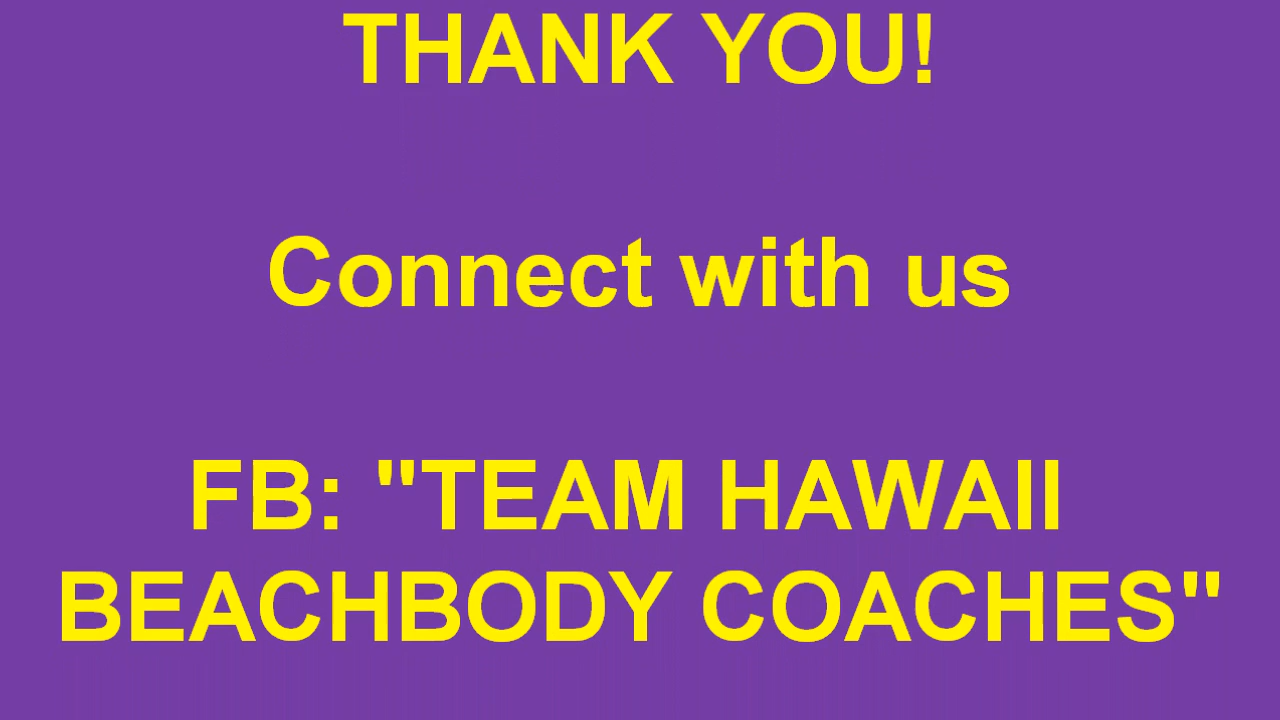 THANK YOU!
Connect with us
FB: "TEAM HAWAII
BEACHBODY COACHES"